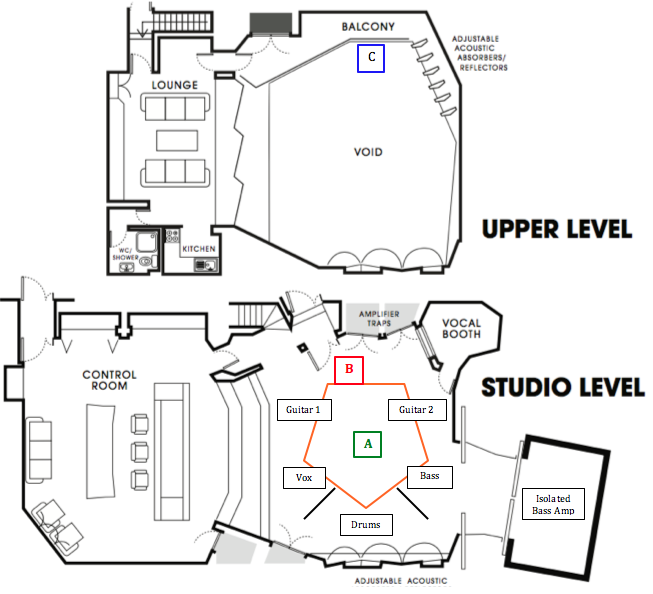 BALCONY
ADJUSTABLE
ACOUSTIC
ABSORBERS/
REFLECTORS
C
LOUNGE
VOID
UPPER LEVEL
WC/
SHOWER
KITCHEN
AMPLIFIER
TRAPS
VOCAL
BOOTH
CONTROL
ROOM
B
STUDIO LEVEL
Guitar 1
Guitar 2
A
Vox
Bass
Isolated
Bass Amp
Drums
ADJUSTABLE ACOUSTIC